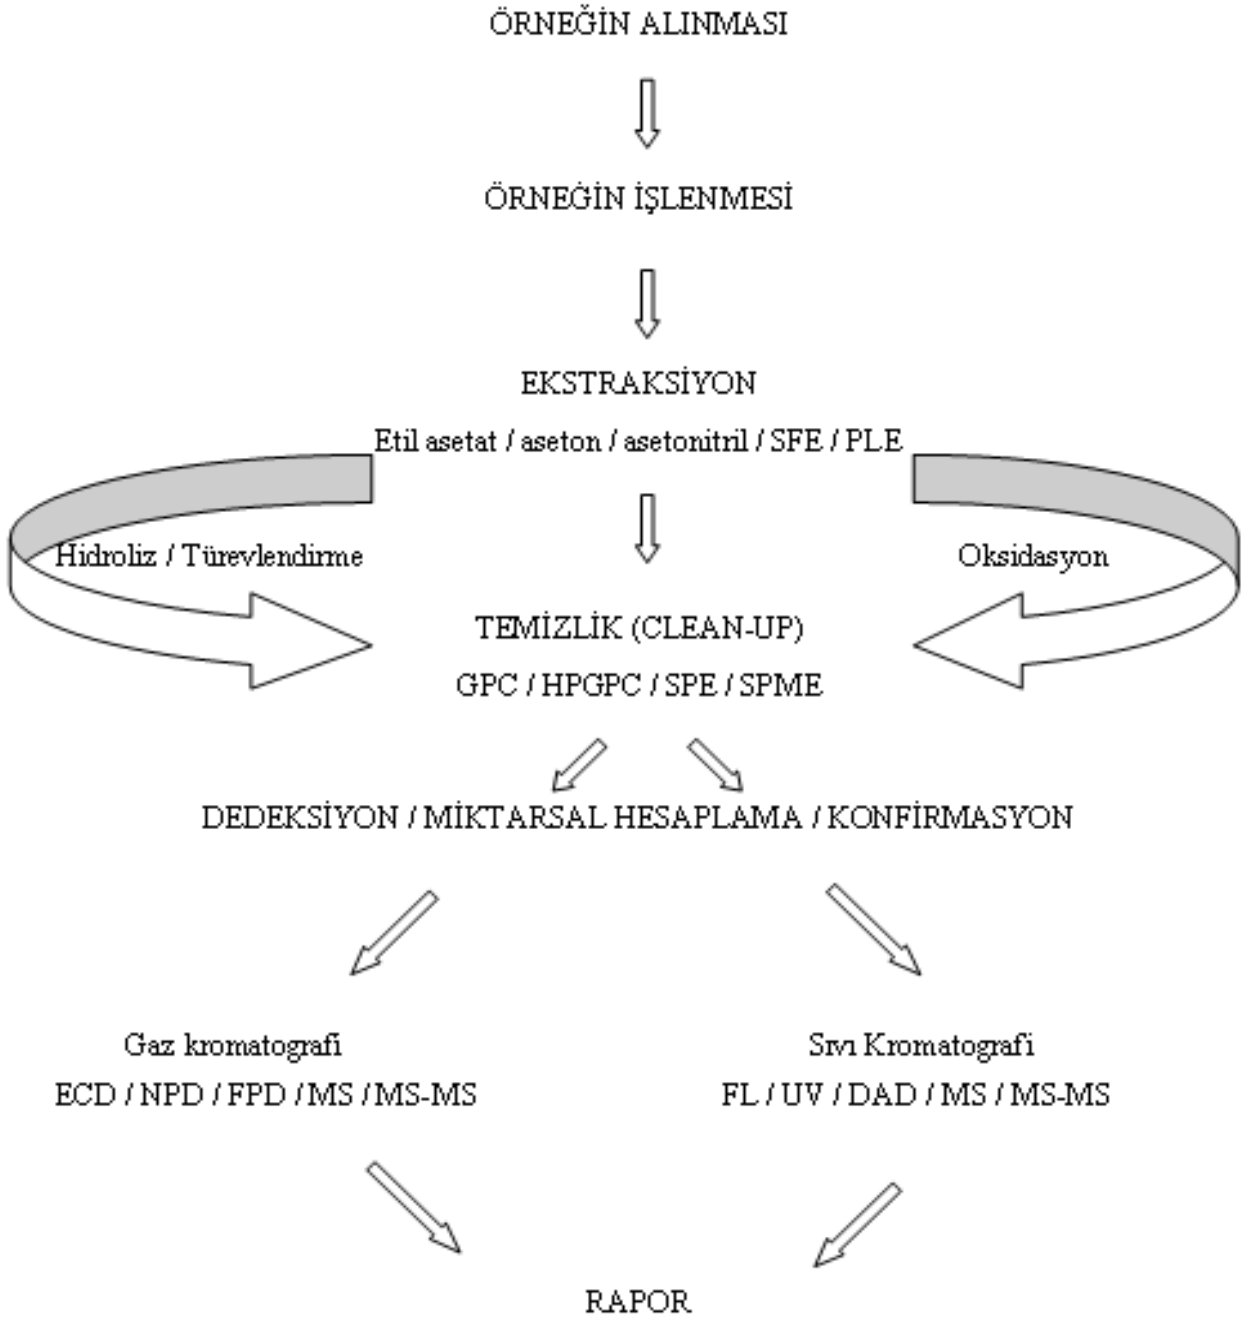 ÖRNEĞİN ALINMASI
ÖRNEĞİN İŞLENMESİ
EKSTRAKSİYON
Etil asetat / aseton / asetonitril / SFE / PLE
Hidroliz / Türevlendirme
Oksidasyon
TEMİZLİK (CLEAN-UP)
GPC / HPGPC / SPE / SPME
DEDEKSİYON / MİKTARSAL HESAPLAMA / KONFİRMASYON
Gaz kromatografi
ECD / NPD / FPD / MS / MS-MS
Sıvı Kromatografi
FL / UV / DAD / MS / MS-MS
RAPOR